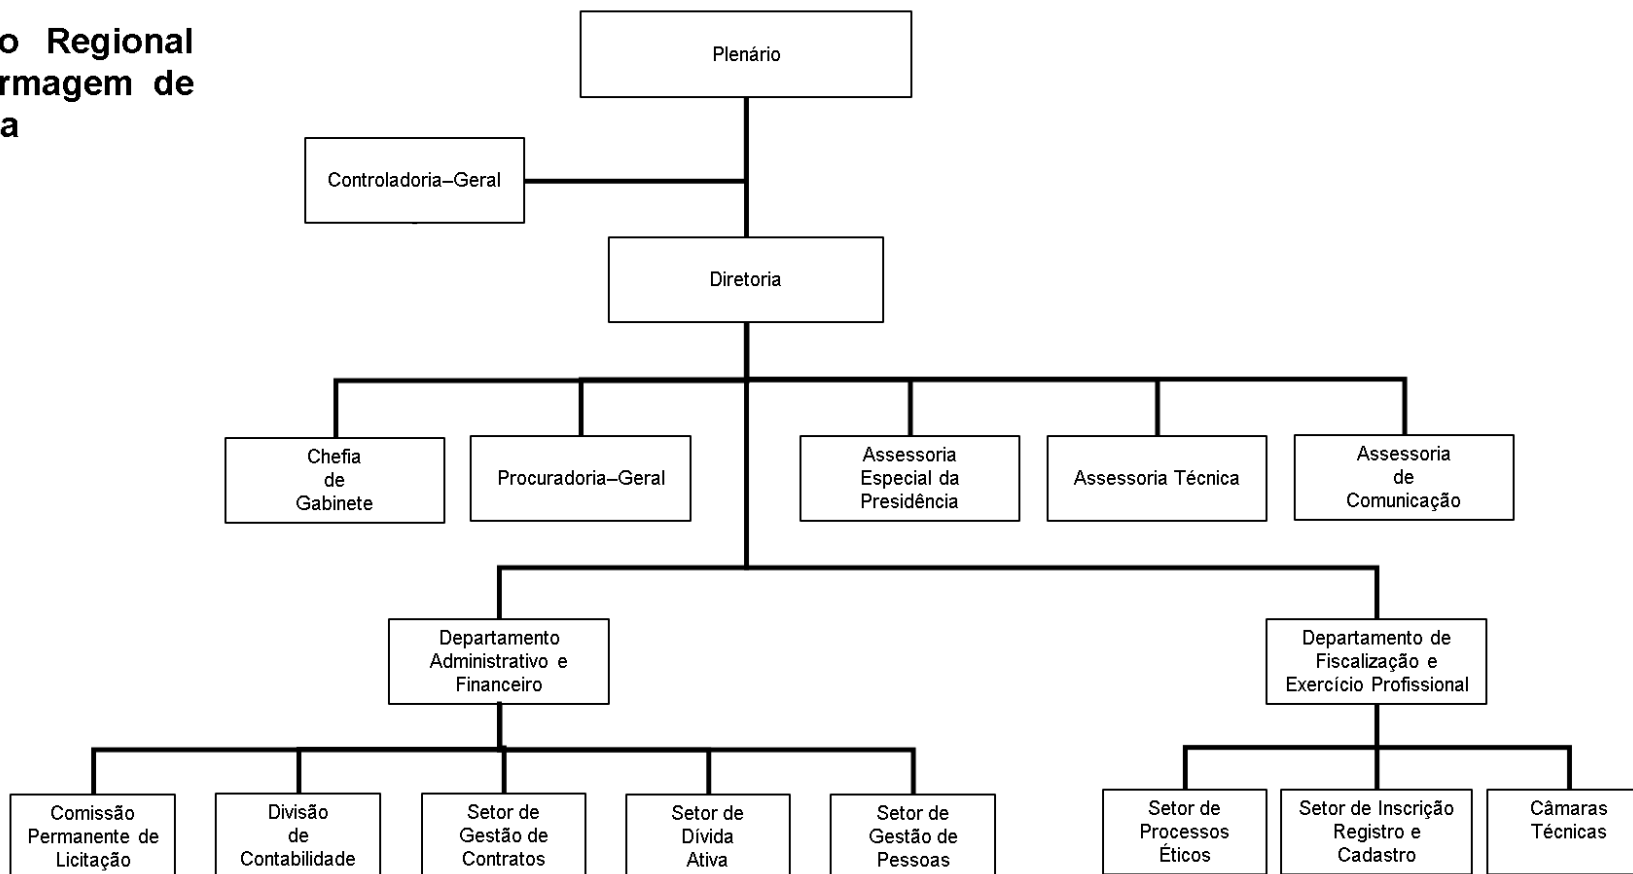 o Regional
rmagem de
a
Plenário
Controladoria–Geral
Diretoria
Chefia
de
Gabinete
Procuradoria–Geral
Assessoria
Especial da
Presidência
Assessoria Técnica
Assessoria
de
Comunicação
Departamento
Administrativo e
Financeiro
Departamento de
Fiscalização e
Exercício Profissional
Comissão
Permanente de
Licitação
Divisão
de
Contabilidade
Setor de
Gestão de
Contratos
Setor de
Dívida
Ativa
Setor de
Gestão de
Pessoas
Setor de
Processos
Éticos
Setor de Inscrição
Registro e
Cadastro
Câmaras
Técnicas